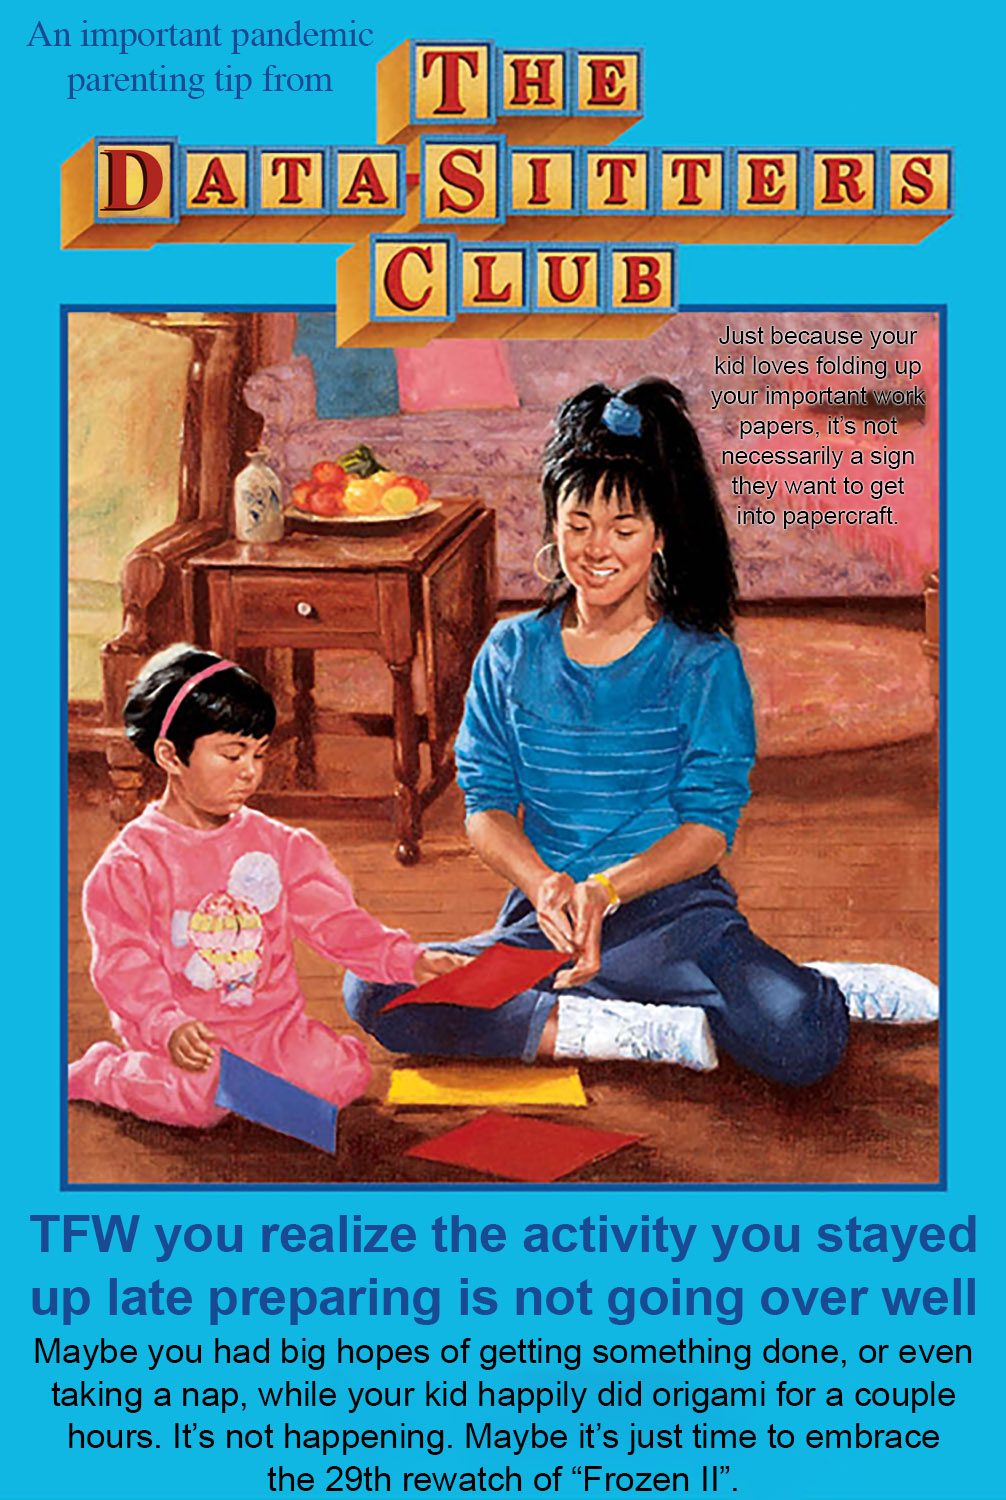 An important pandemic
parenting tip from
THE
DATA-SITTERS
CLUB
Just because your
kid loves folding up
your important work
papers, it's not
necessarily a sign
they want to get
into papercraft.
TFW you realize the activity you stayed
up late preparing is not going over well
Maybe you had big hopes of getting something done, or even
taking a nap, while your kid happily did origami for a couple
hours. It's not happening. Maybe it's just time to embrace
the 29th rewatch of “Frozen II”.